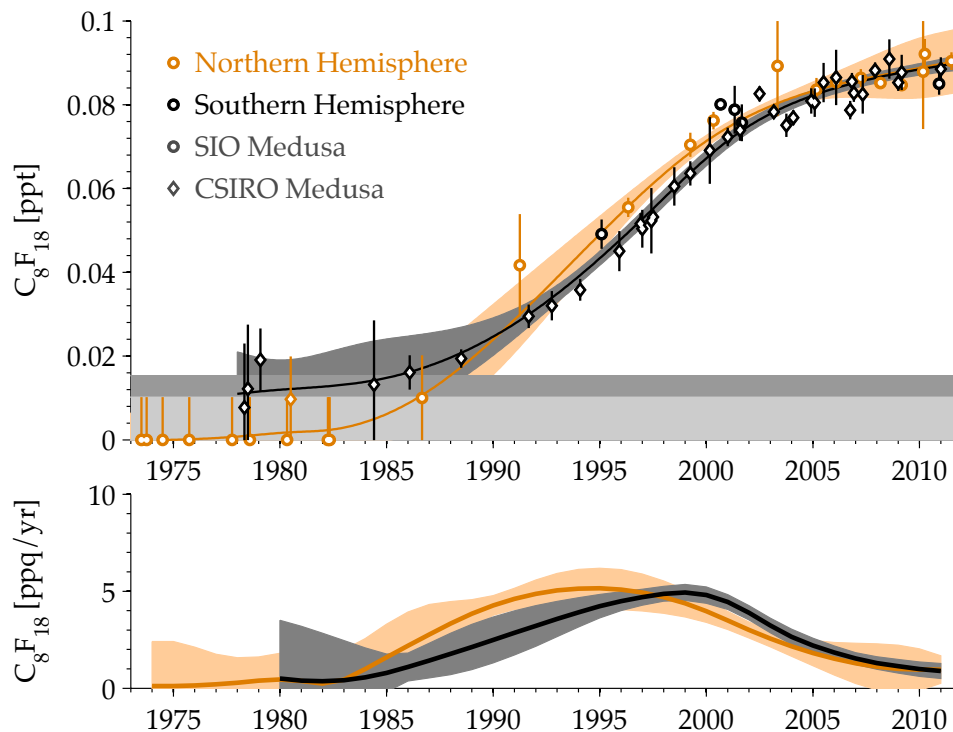 0.1
Northern Hemisphere
Southern Hemisphere
SIO Medusa
CSIRO Medusa
0.08
0.06
0.04
0.02
0
C8F18 [ppt]
1975 1980 1985 1990 1995 2000 2005 2010
10
5
0
C8F18 [ppq/yr]
1975 1980 1985 1990 1995 2000 2005 2010